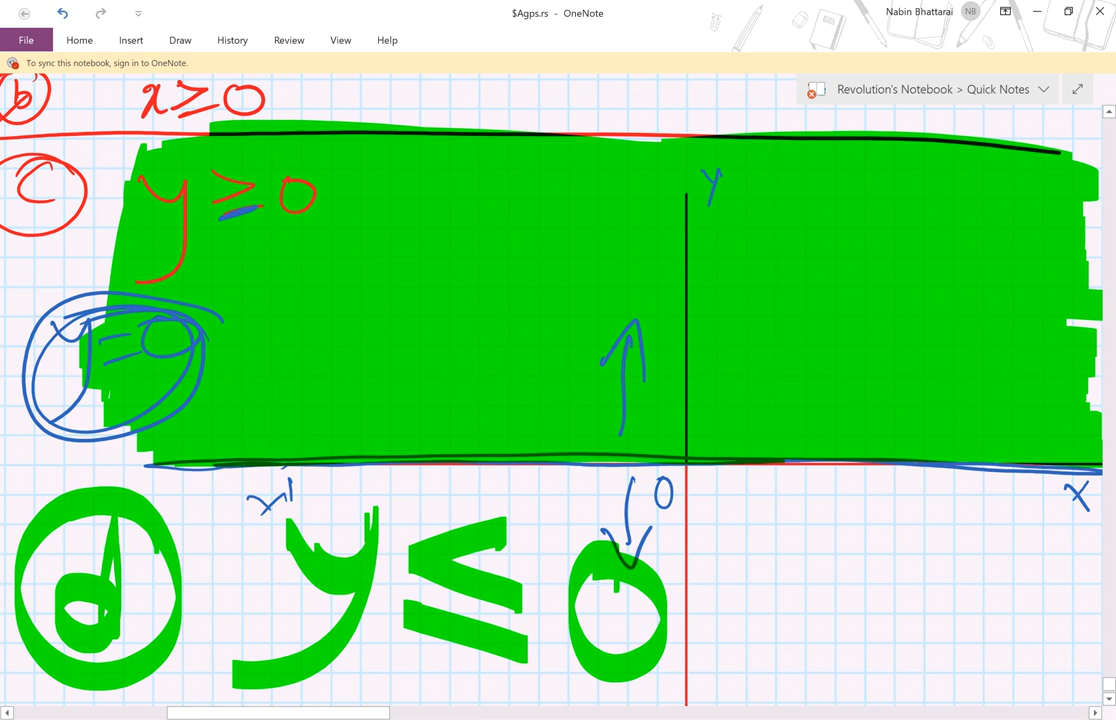 $Agps.rs - OneNote
Nabin Bhattarai NB
File Home Insert Draw History Review View Help
To sync this notebook, sign in to OneNote.
Revolution's Notebook > Quick Notes
b x ≥ 0
c y ≥ 0
Y
y = 0
x' 0 X
d y ≤ 0